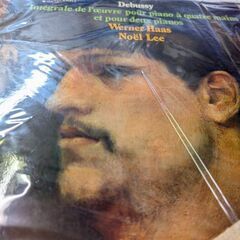 Debussy
Intégrale de l'œuvre pour piano à quatre mains
et pour deux pianos
Werner Haas
Noël Lee